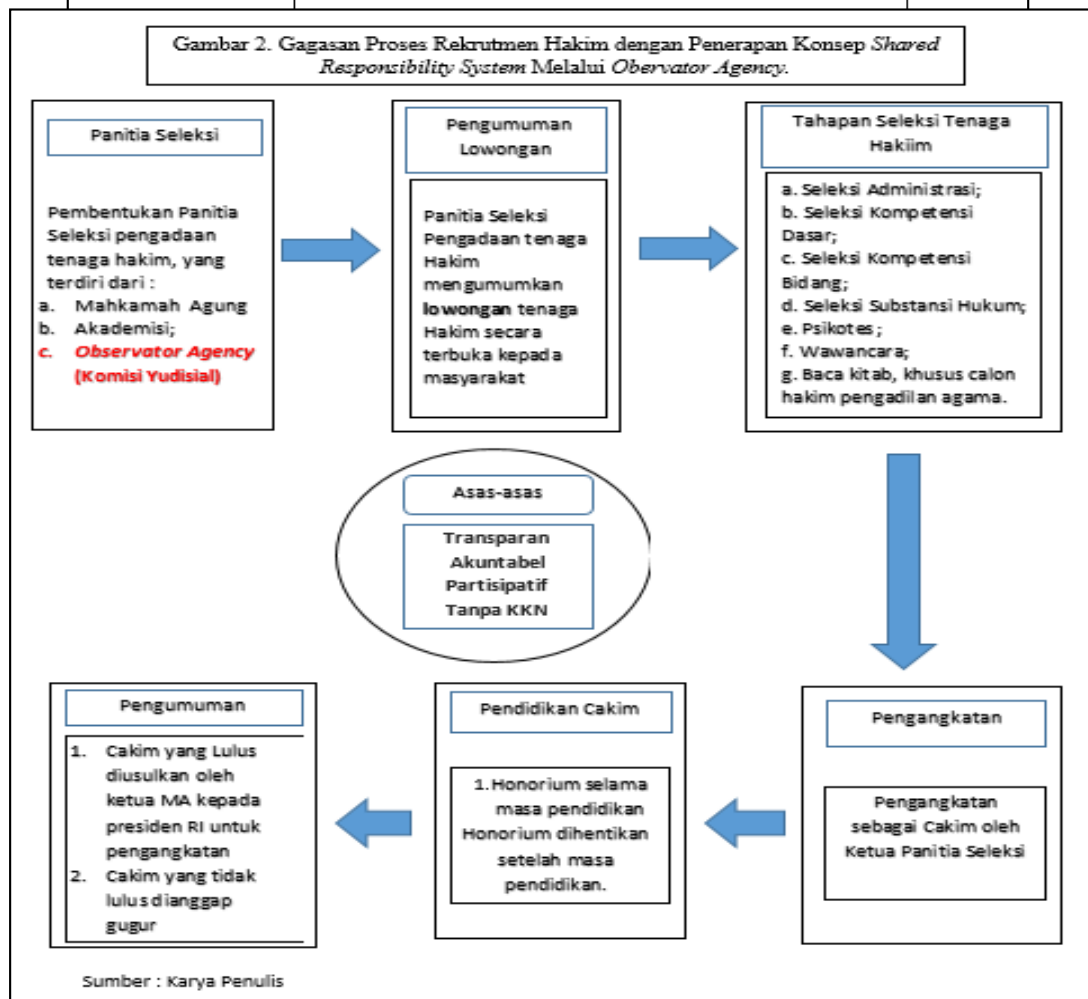 Gambar 2. Gagasan Proses Rekrutmen Hakim dengan Penerapan Konsep Shared
Responsibility System Melalui Obervator Agency.
Panitia Seleksi
Pembentukan Panitia
Seleksi pengadaan
tenaga hakim, yang
terdiri dari :
a. Mahkamah Agung
b. Akademisi;
c. Observator Agency
(Komisi Yudisial)
Pengumuman
Lowongan
Panitia Seleksi
Pengadaan tenaga
Hakim
mengumumkan
lowongan tenaga
Hakim secara
terbuka kepada
masyarakat
Tahapan Seleksi Tenaga
Hakiim
a. Seleksi Administrasi;
b. Seleksi Kompetensi
Dasar;
c. Seleksi Kompetensi
Bidang;
d. Seleksi Substansi Hukum;
e. Psikotes;
f. Wawancara;
g. Baca kitab, khusus calon
hakim pengadilan agama.
Asas-asas
Transparan
Akuntabel
Partisipatif
Tanpa KKN
Pengangkatan
Pengangkatan
sebagai Cakim oleh
Ketua Panitia Seleksi
Pendidikan Cakim
1. Honorium selama
masa pendidikan
Honorium dihentikan
setelah masa
pendidikan.
Pengumuman
1. Cakim yang Lulus
diusulkan oleh
ketua MA kepada
presiden RI untuk
pengangkatan
2. Cakim yang tidak
lulus dianggap
gugur
Sumber : Karya Penulis